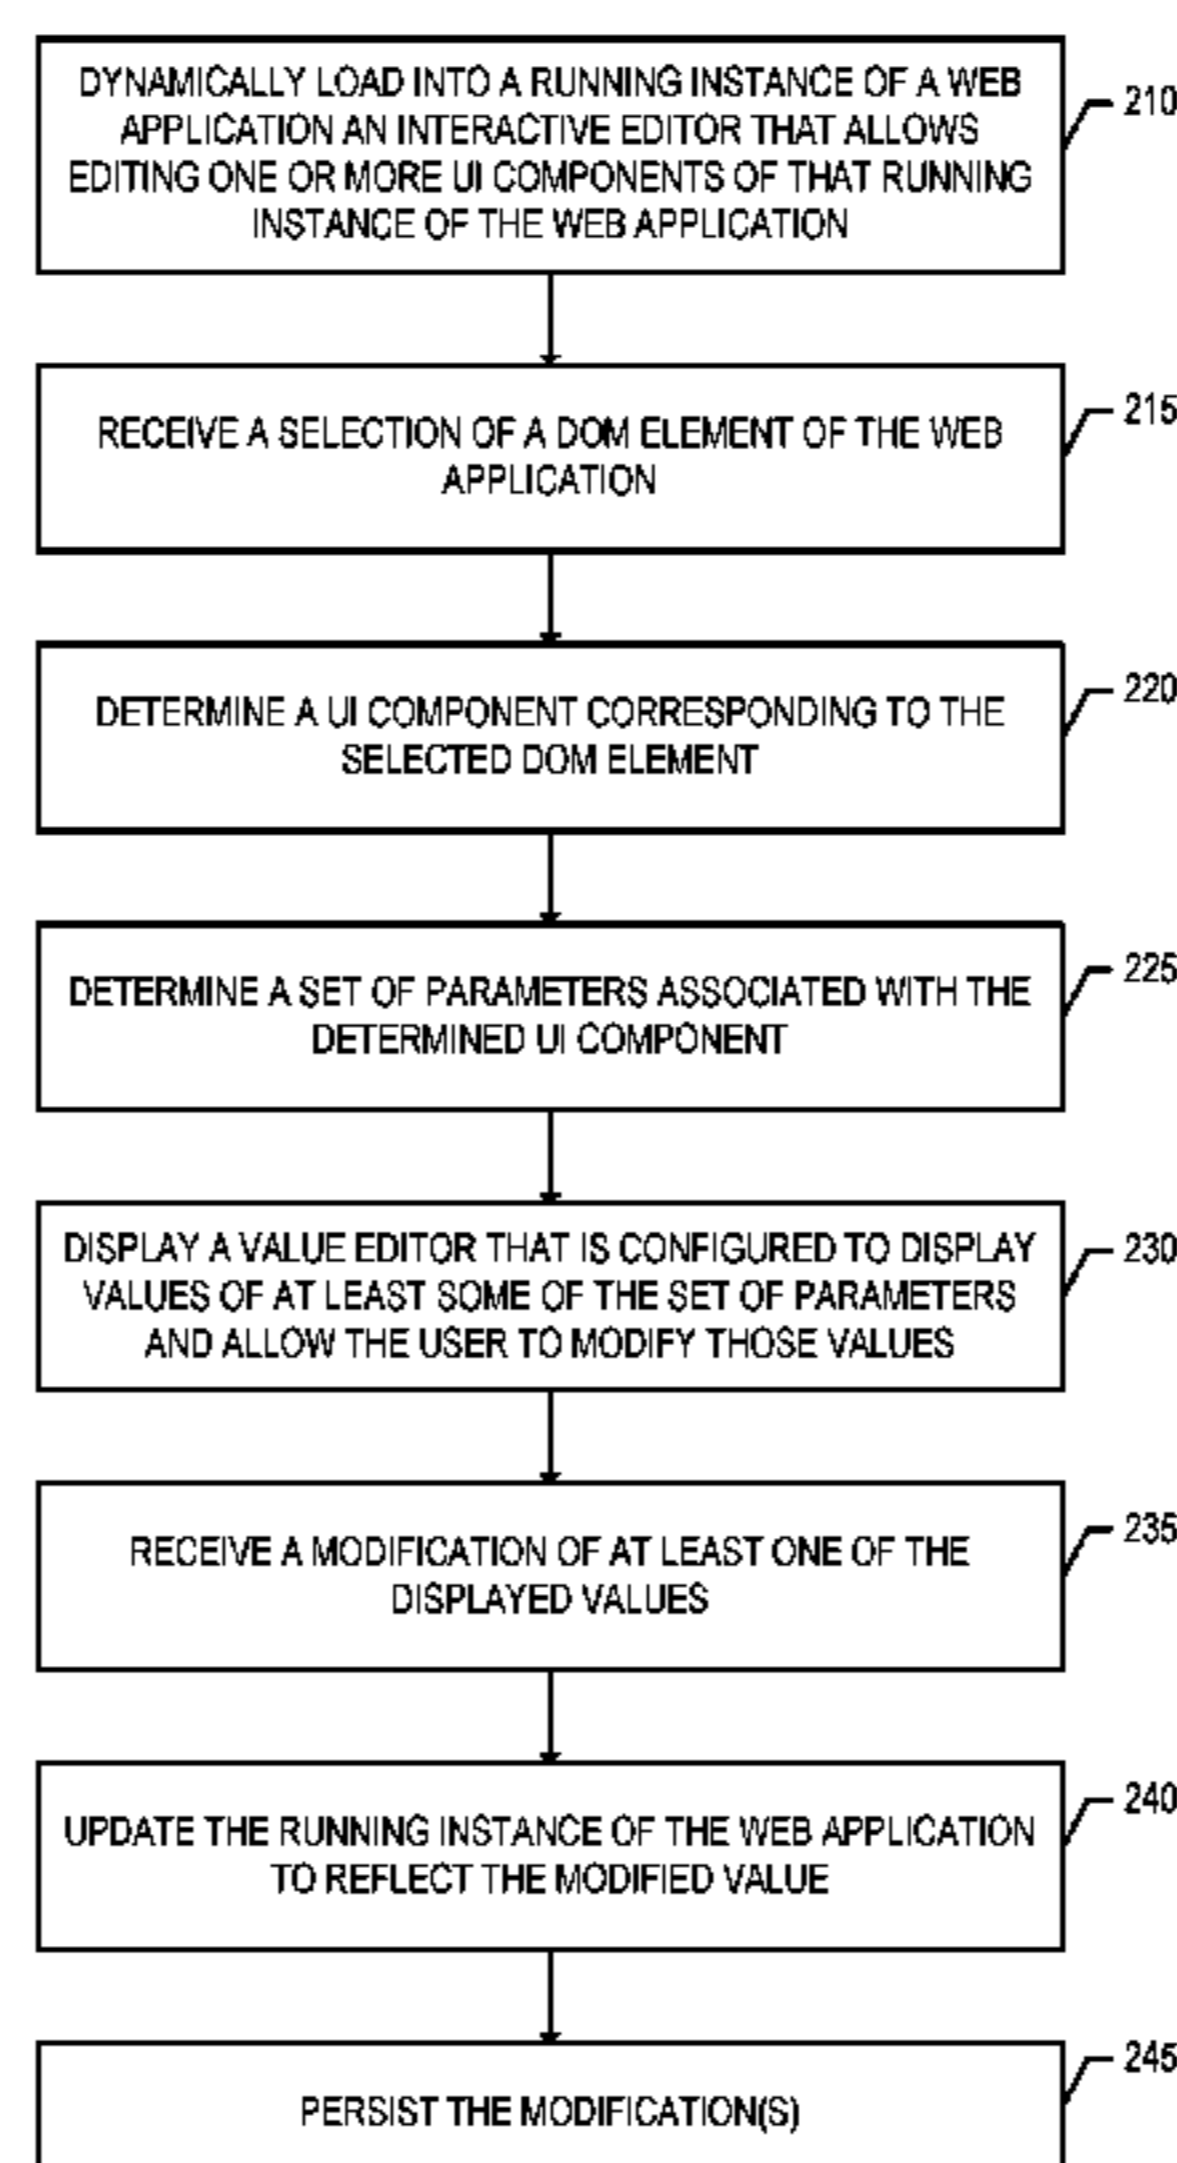 DYNAMICALLY LOAD INTO A RUNNING INSTANCE OF A WEB
APPLICATION AN INTERACTIVE EDITOR THAT ALLOWS
EDITING ONE OR MORE UI COMPONENTS OF THAT RUNNING
INSTANCE OF THE WEB APPLICATION
210
RECEIVE A SELECTION OF A DOM ELEMENT OF THE WEB
APPLICATION
215
DETERMINE A UI COMPONENT CORRESPONDING TO THE
SELECTED DOM ELEMENT
220
DETERMINE A SET OF PARAMETERS ASSOCIATED WITH THE
DETERMINED UI COMPONENT
225
DISPLAY A VALUE EDITOR THAT IS CONFIGURED TO DISPLAY
VALUES OF AT LEAST SOME OF THE SET OF PARAMETERS
AND ALLOW THE USER TO MODIFY THOSE VALUES
230
RECEIVE A MODIFICATION OF AT LEAST ONE OF THE
DISPLAYED VALUES
235
UPDATE THE RUNNING INSTANCE OF THE WEB APPLICATION
TO REFLECT THE MODIFIED VALUE
240
PERSIST THE MODIFICATION(S)
245